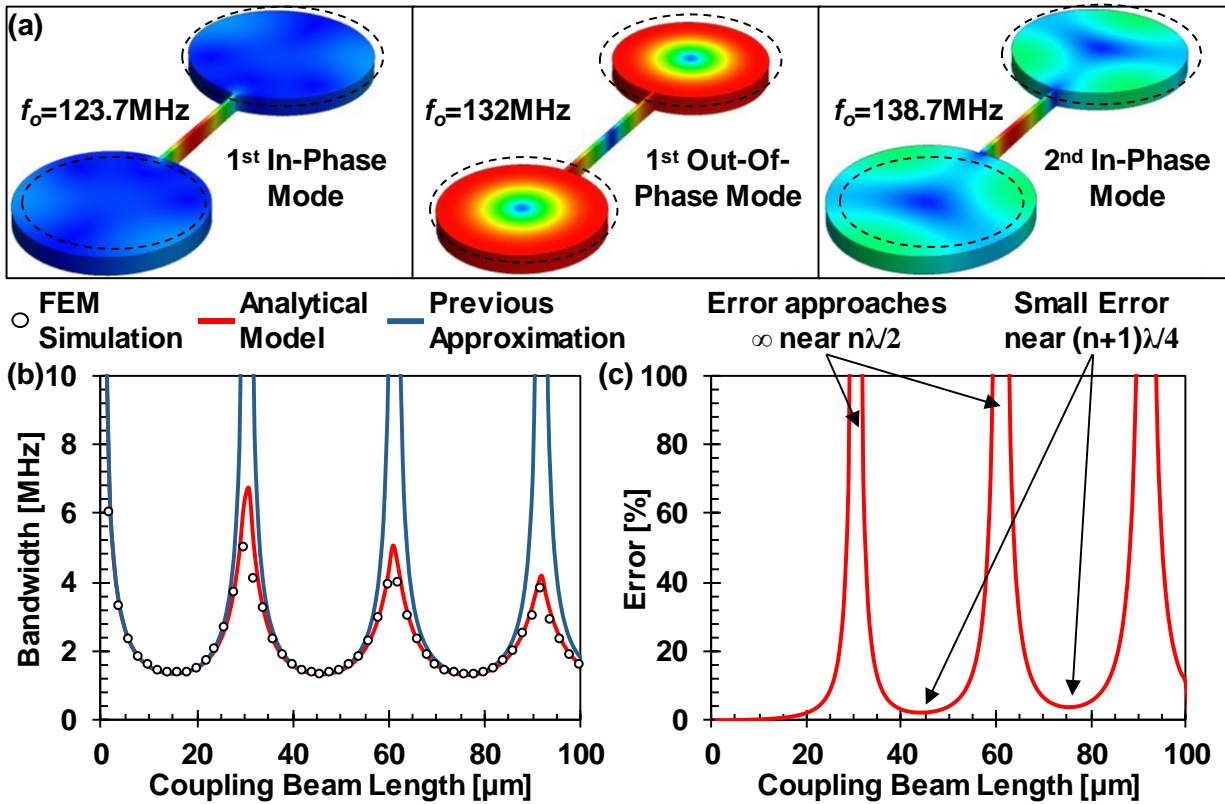 (a)
fo=123.7MHz
1st In-Phase
Mode
fo=132MHz
1st Out-Of-
Phase Mode
fo=138.7MHz
2nd In-Phase
Mode
FEM
Simulation
Analytical
Model
Previous
Approximation
Error approaches
∞ near nλ/2
Small Error
near (n+1)λ/4
(b)
10
8
6
4
2
0
Bandwidth [MHz]
0 20 40 60 80 100
Coupling Beam Length [µm]
(c)
100
80
60
40
20
0
Error [%]
0 20 40 60 80 100
Coupling Beam Length [µm]